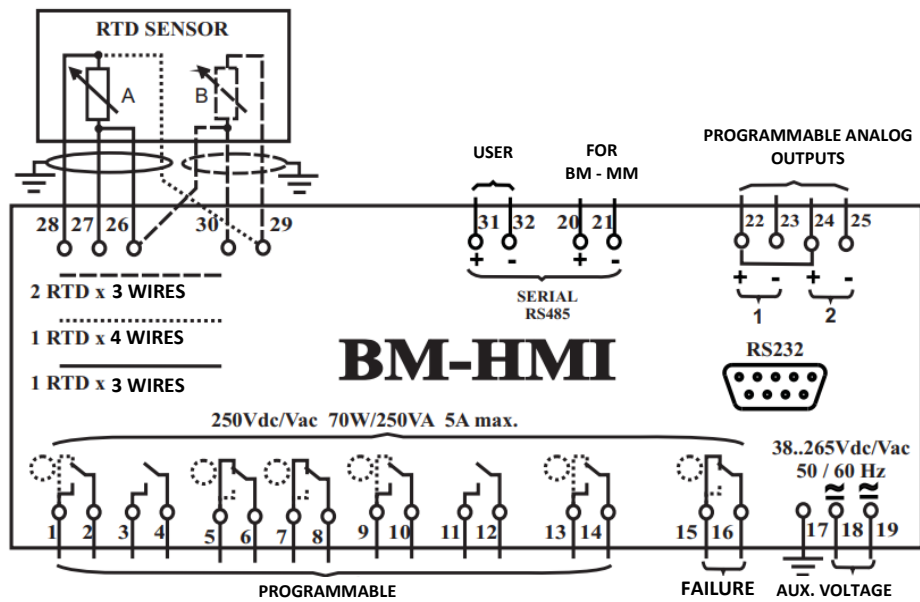 RTD SENSOR
A
B
USER
FOR
BM - MM
PROGRAMMABLE ANALOG
OUTPUTS
28 27 26 30 29
31 32 20 21 22 23 24 25
+ - + -
SERIAL
RS485
+ - + -
1 2
2 RTD x 3 WIRES
1 RTD x 4 WIRES
1 RTD x 3 WIRES
BM-HMI
RS232
250Vdc/Vac 70W/250VA 5A max.
38..265Vdc/Vac
50 / 60 Hz
≂ ≂
1 2 3 4 5 6 7 8 9 10 11 12 13 14 15 16 17 18 19
PROGRAMMABLE
FAILURE
AUX. VOLTAGE